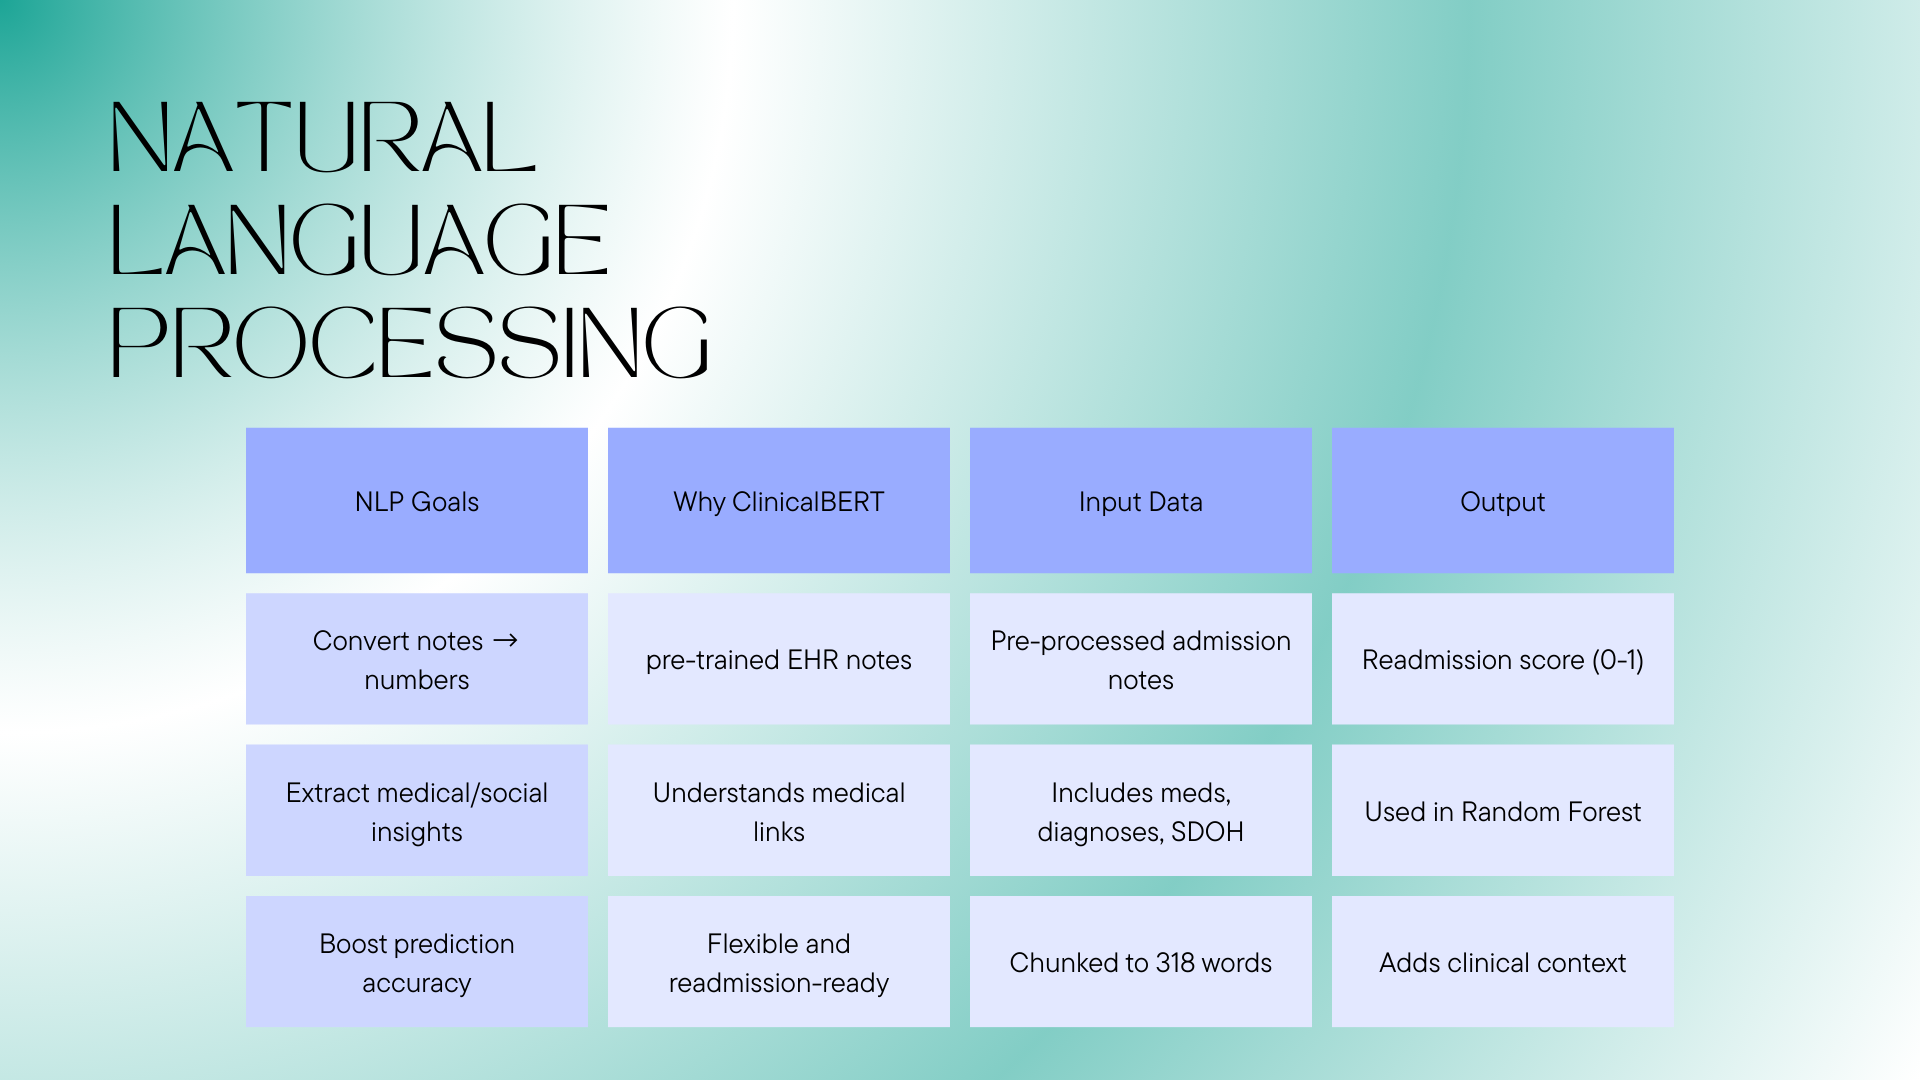 NATURAL
LANGUAGE
PROCESSING
NLP Goals
Why ClinicalBERT
Input Data
Output
Convert notes →
numbers
pre-trained EHR notes
Pre-processed admission
notes
Readmission score (0-1)
Extract medical/social
insights
Understands medical
links
Includes meds,
diagnoses, SDOH
Used in Random Forest
Boost prediction
accuracy
Flexible and
readmission-ready
Chunked to 318 words
Adds clinical context